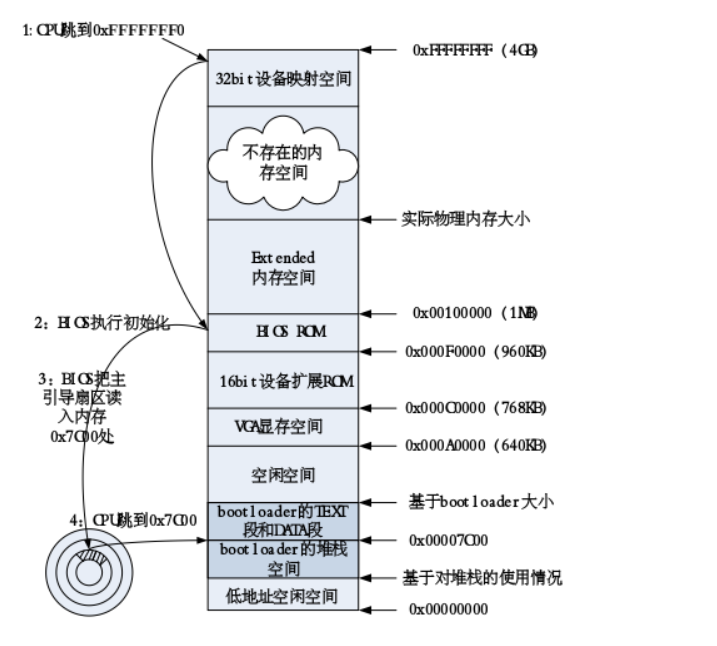 1: CPU跳到0xFFFFFFF0
0xFFFFFFFF (4GB)
32bit设备映射空间
不存在的内
存空间
实际物理内存大小
Extended
内存空间
0x00100000 (1MB)
2: BIOS执行初始化
BIOS ROM
0x000F0000 (960KB)
3: BIOS把主
引导扇区读
入内存
0x7C00处
16bit设备扩展ROM
0x000C0000 (768KB)
VGA显存空间
0x000A0000 (640KB)
空闲空间
基于bootloader大小
bootloader的TEXT
段和DATA段
4: CPU跳到0x7C00
0x00007C00
bootloader的堆栈
空间
基于对堆栈的使用情况
低地址空闲空间
0x00000000